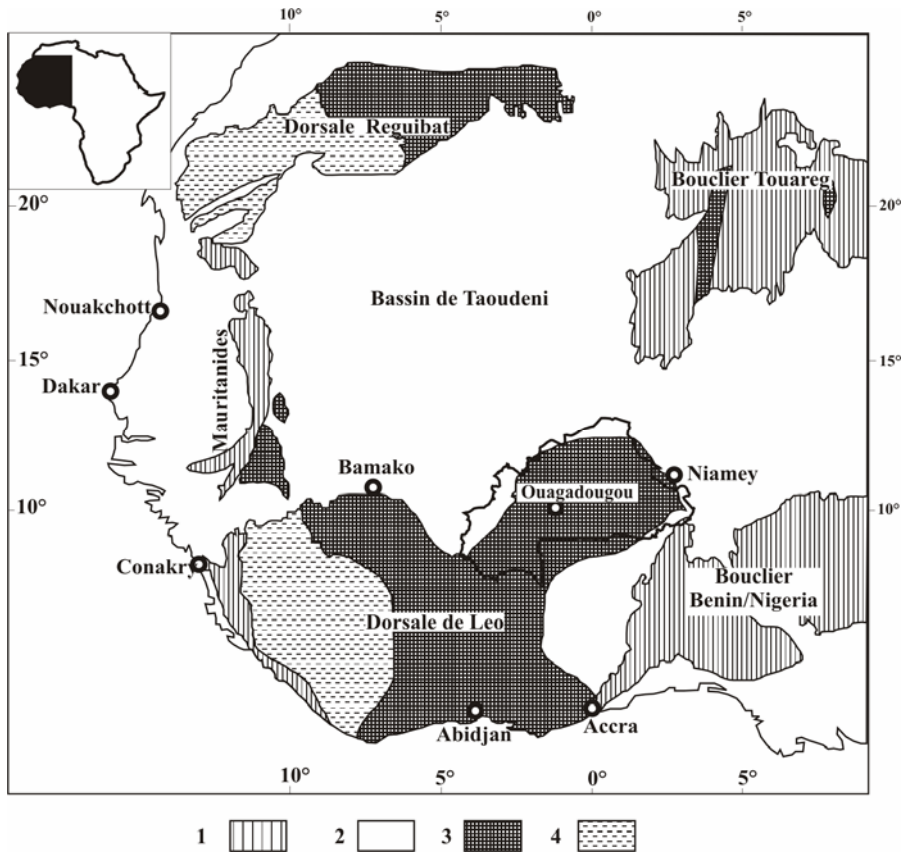 10° 5° 0° 5°
Dorsale Reguibat
Bouclier Touareg
20° 20°
Bassin de Taoudeni
Nouakchott
15° 15°
Dakar
Mauritanides
Bamako
Niamey
Ouagadougou
10° 10°
Conakry
Bouclier
Benin/Nigeria
Dorsale de Leo
Abidjan
Accra
10° 5° 0° 5°
1 2 3 4